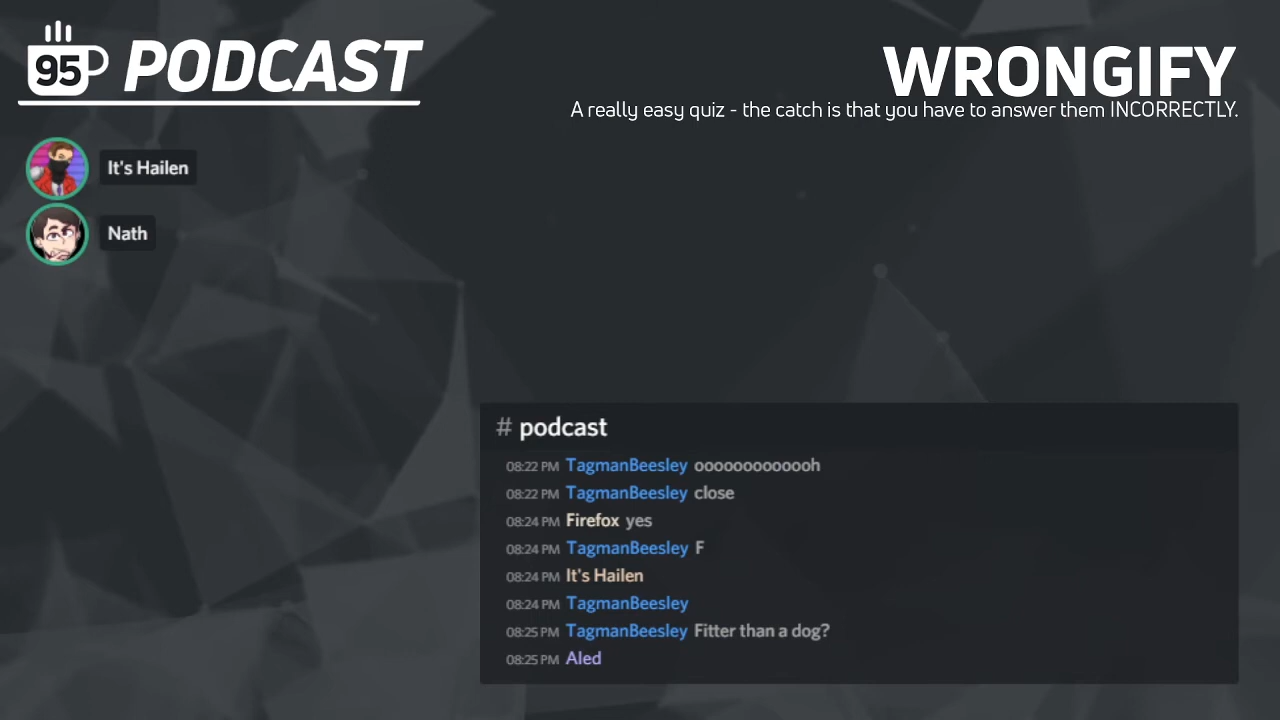 95 PODCAST
WRONGIFY
A really easy quiz - the catch is that you have to answer them INCORRECTLY.
It's Hailen
Nath
# podcast
08:22 PM TagmanBeesley ooooooooooooh
08:22 PM TagmanBeesley close
08:24 PM Firefox yes
08:24 PM TagmanBeesley F
08:24 PM It's Hailen
08:24 PM TagmanBeesley
08:25 PM TagmanBeesley Fitter than a dog?
08:25 PM Aled